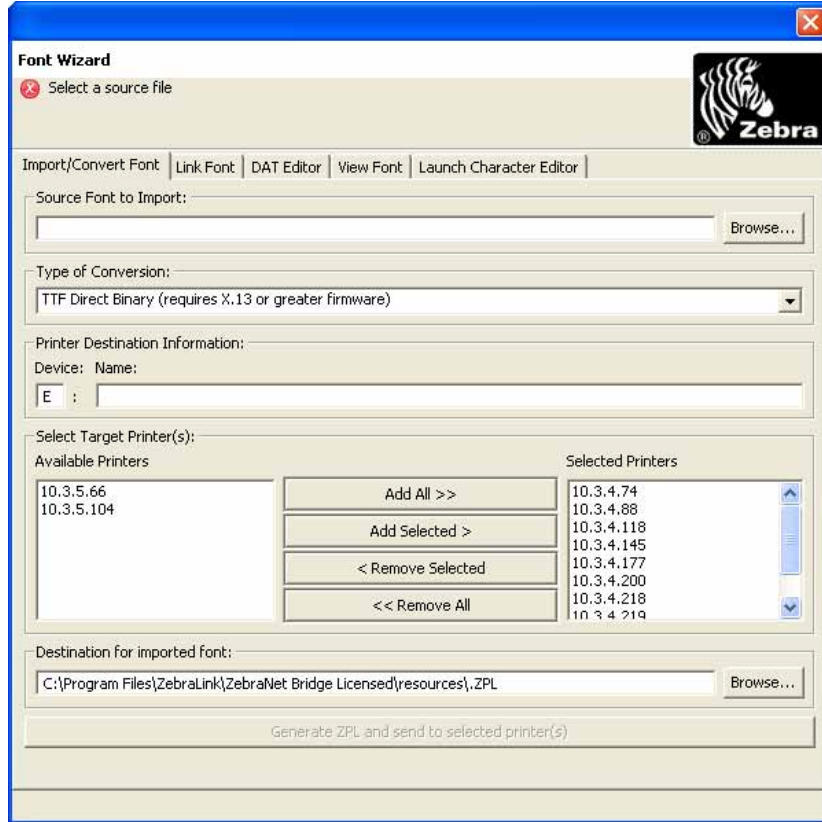 Font Wizard
Select a source file
® Zebra
Import/Convert Font Link Font DAT Editor View Font Launch Character Editor
Source Font to Import:
Browse...
Type of Conversion:
TTF Direct Binary (requires X.13 or greater firmware)
Printer Destination Information:
Device: Name:
E :
Select Target Printer(s):
Available Printers
10.3.5.66
10.3.5.104
Add All >>
Add Selected >
< Remove Selected
<< Remove All
Selected Printers
10.3.4.74
10.3.4.88
10.3.4.118
10.3.4.145
10.3.4.177
10.3.4.200
10.3.4.218
10.3.4.219
Destination for imported font:
C:\Program Files\ZebraLink\ZebraNet Bridge Licensed\resources\.ZPL
Browse...
Generate ZPL and send to selected printer(s)